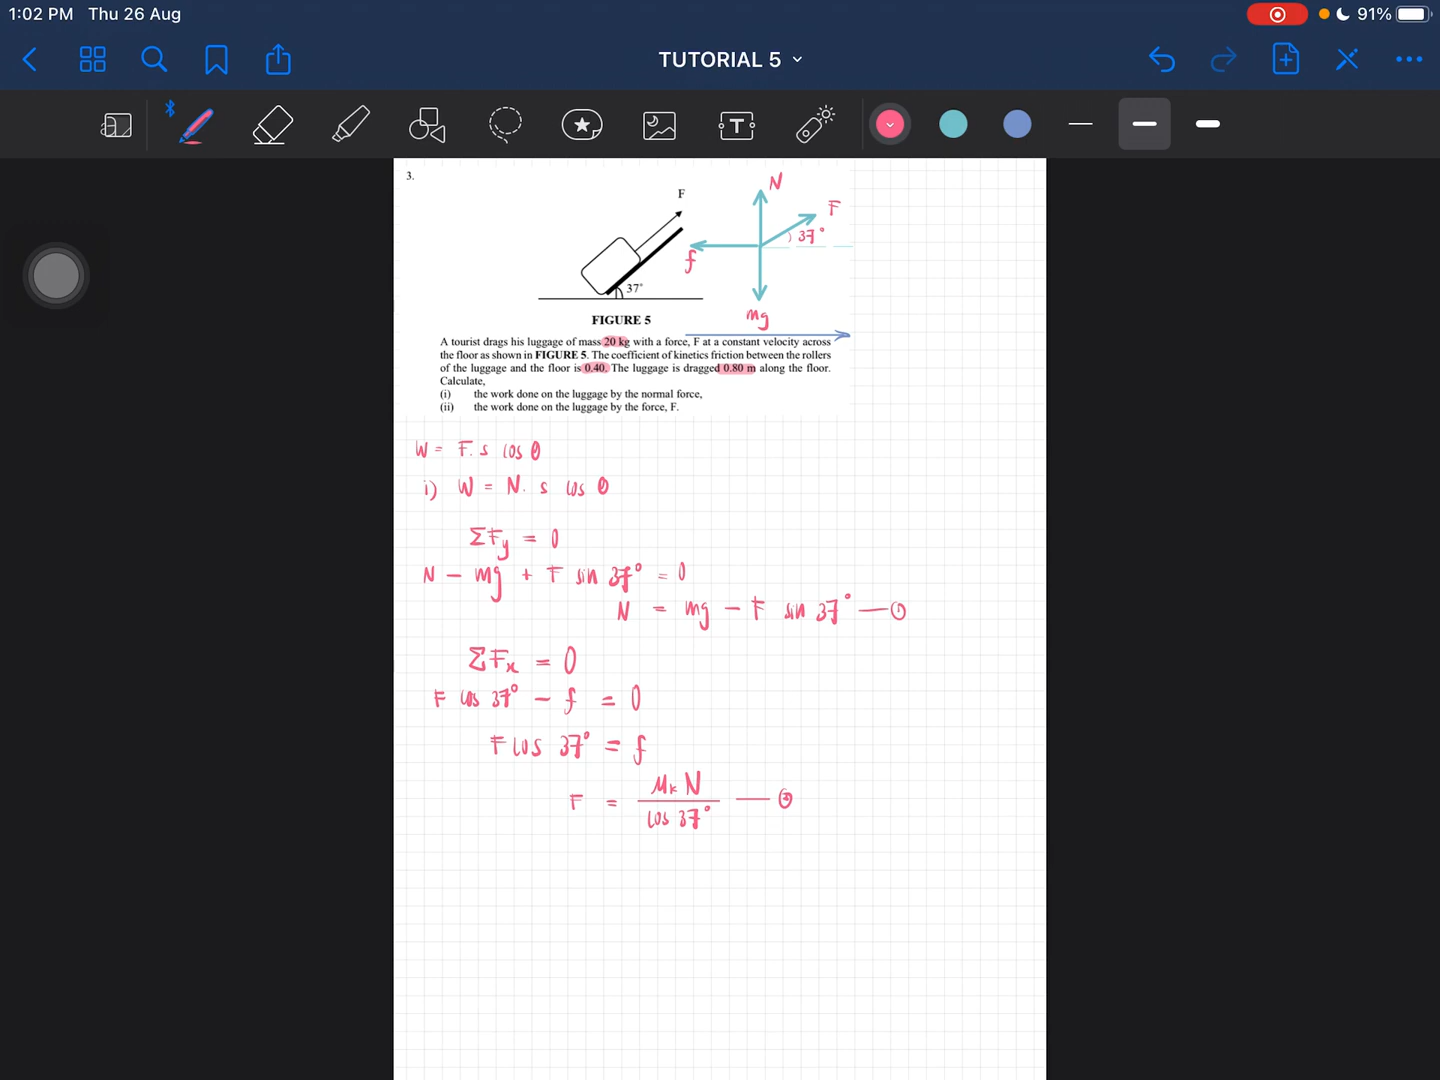 1:02 PM Thu 26 Aug
91%
TUTORIAL 5
T
3.
F
37°
FIGURE 5
N
F
37°
f
mg
A tourist drags his luggage of mass 20 kg with a force, F at a constant velocity across
the floor as shown in FIGURE 5. The coefficient of kinetics friction between the rollers
of the luggage and the floor is 0.40. The luggage is dragged 0.80 m along the floor.
Calculate,
(i) the work done on the luggage by the normal force,
(ii) the work done on the luggage by the force, F.
W = F. s cos θ
i) W = N. s cos θ
ΣFy = 0
N - mg + F sin 37° = 0
N = mg - F sin 37° — ①
ΣFx = 0
F cos 37° - f = 0
F cos 37° = f
F = μk N / cos 37° — ②